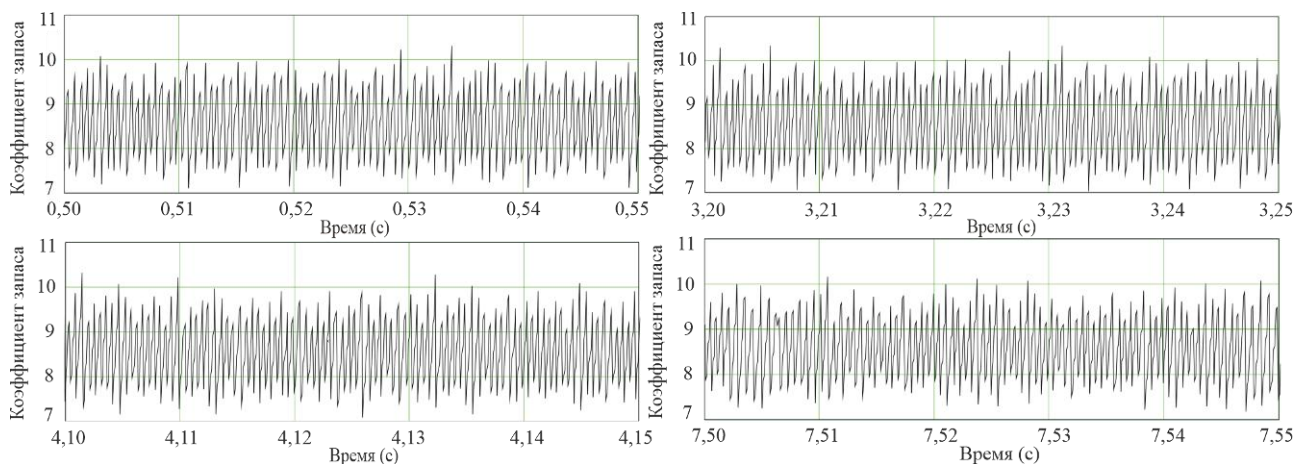 Коэффициент запаса
11
10
9
8
7
0,50 0,51 0,52 0,53 0,54 0,55
Время (с)
Коэффициент запаса
11
10
9
8
7
3,20 3,21 3,22 3,23 3,24 3,25
Время (с)
Коэффициент запаса
11
10
9
8
7
4,10 4,11 4,12 4,13 4,14 4,15
Время (с)
Коэффициент запаса
11
10
9
8
7
7,50 7,51 7,52 7,53 7,54 7,55
Время (с)